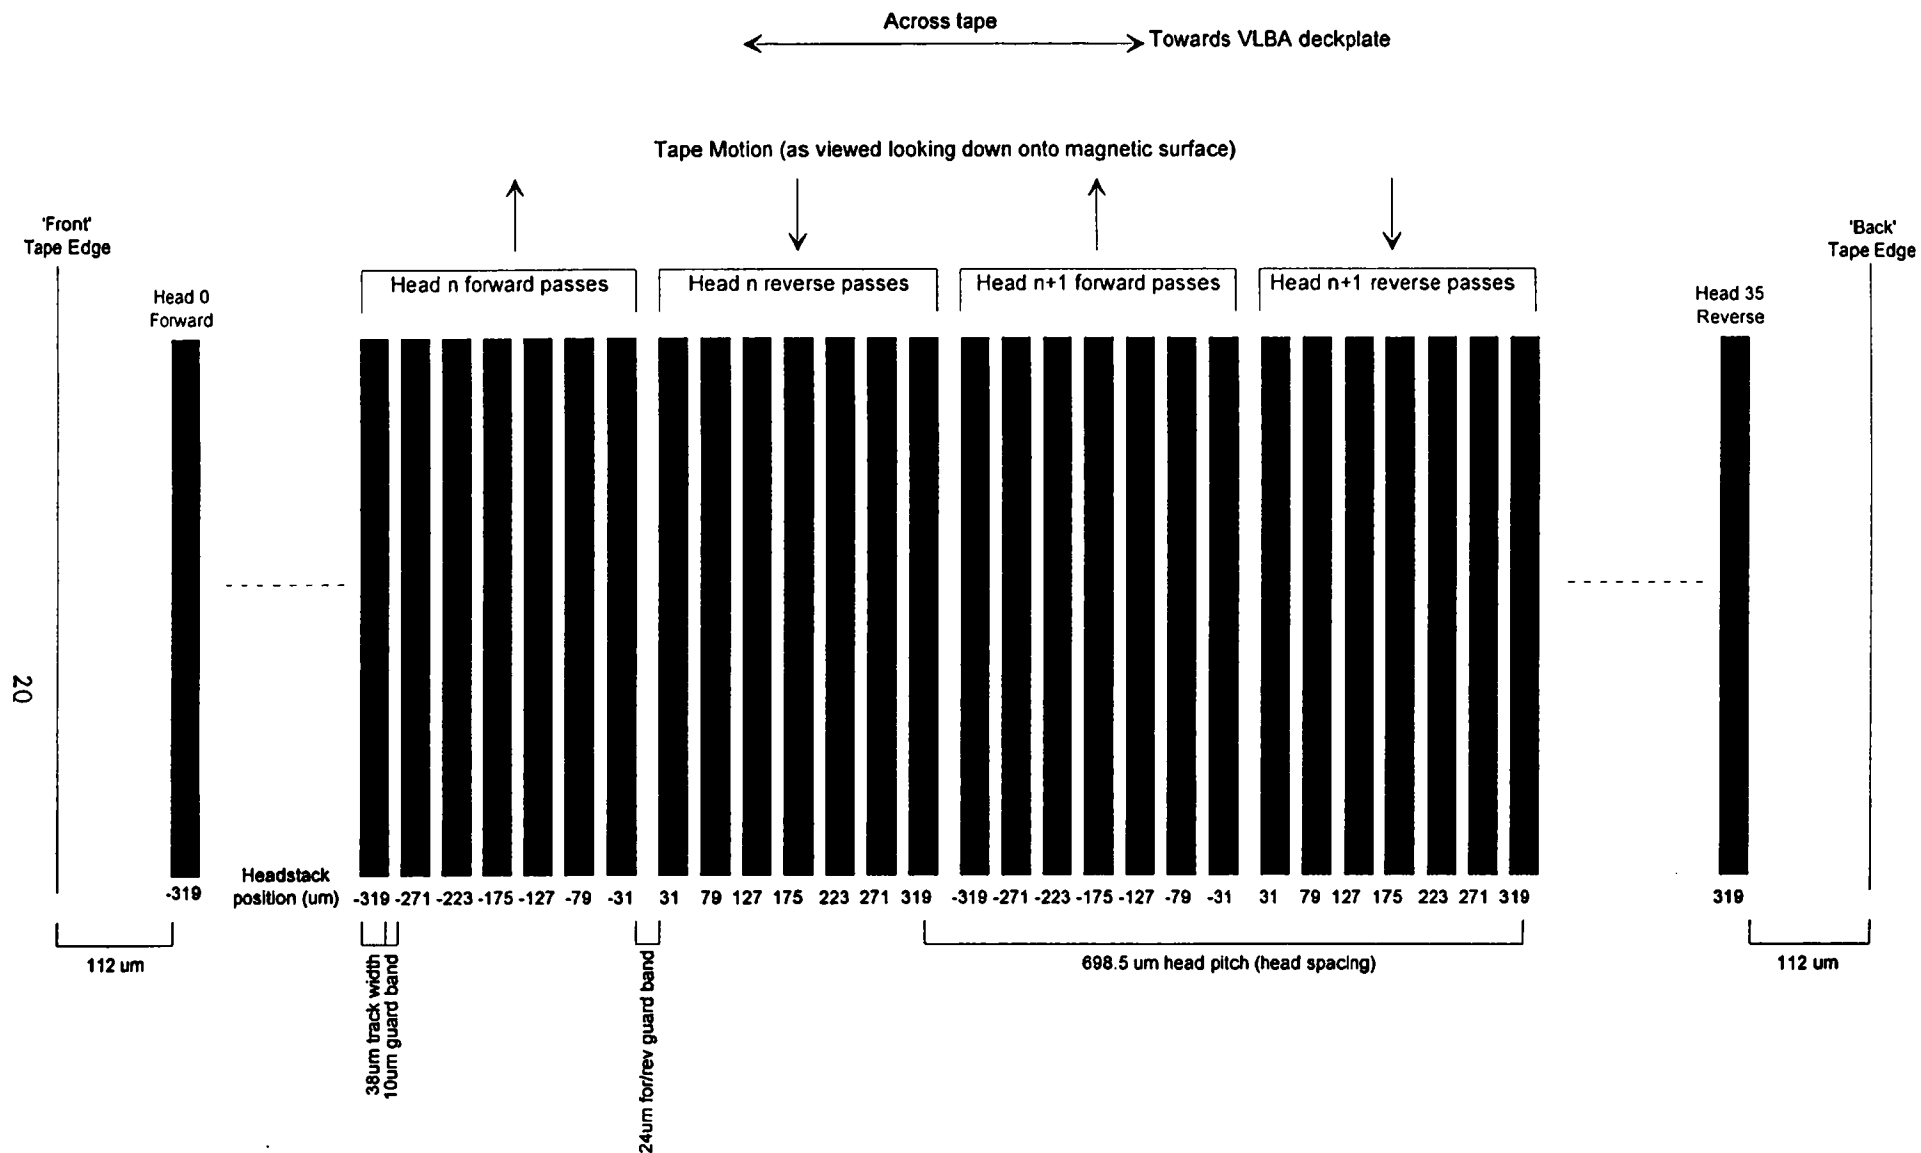 Across tape
Towards VLBA deckplate
Tape Motion (as viewed looking down onto magnetic surface)
'Front'
Tape Edge
'Back'
Tape Edge
Head 0
Forward
Head n forward passes
Head n reverse passes
Head n+1 forward passes
Head n+1 reverse passes
Head 35
Reverse
20
Headstack
position (um)
-319
-319 -271 -223 -175 -127 -79 -31 31 79 127 175 223 271 319 -319 -271 -223 -175 -127 -79 -31 31 79 127 175 223 271 319
319
112 um
38um track width
10um guard band
24um for/rev guard band
698.5 um head pitch (head spacing)
112 um